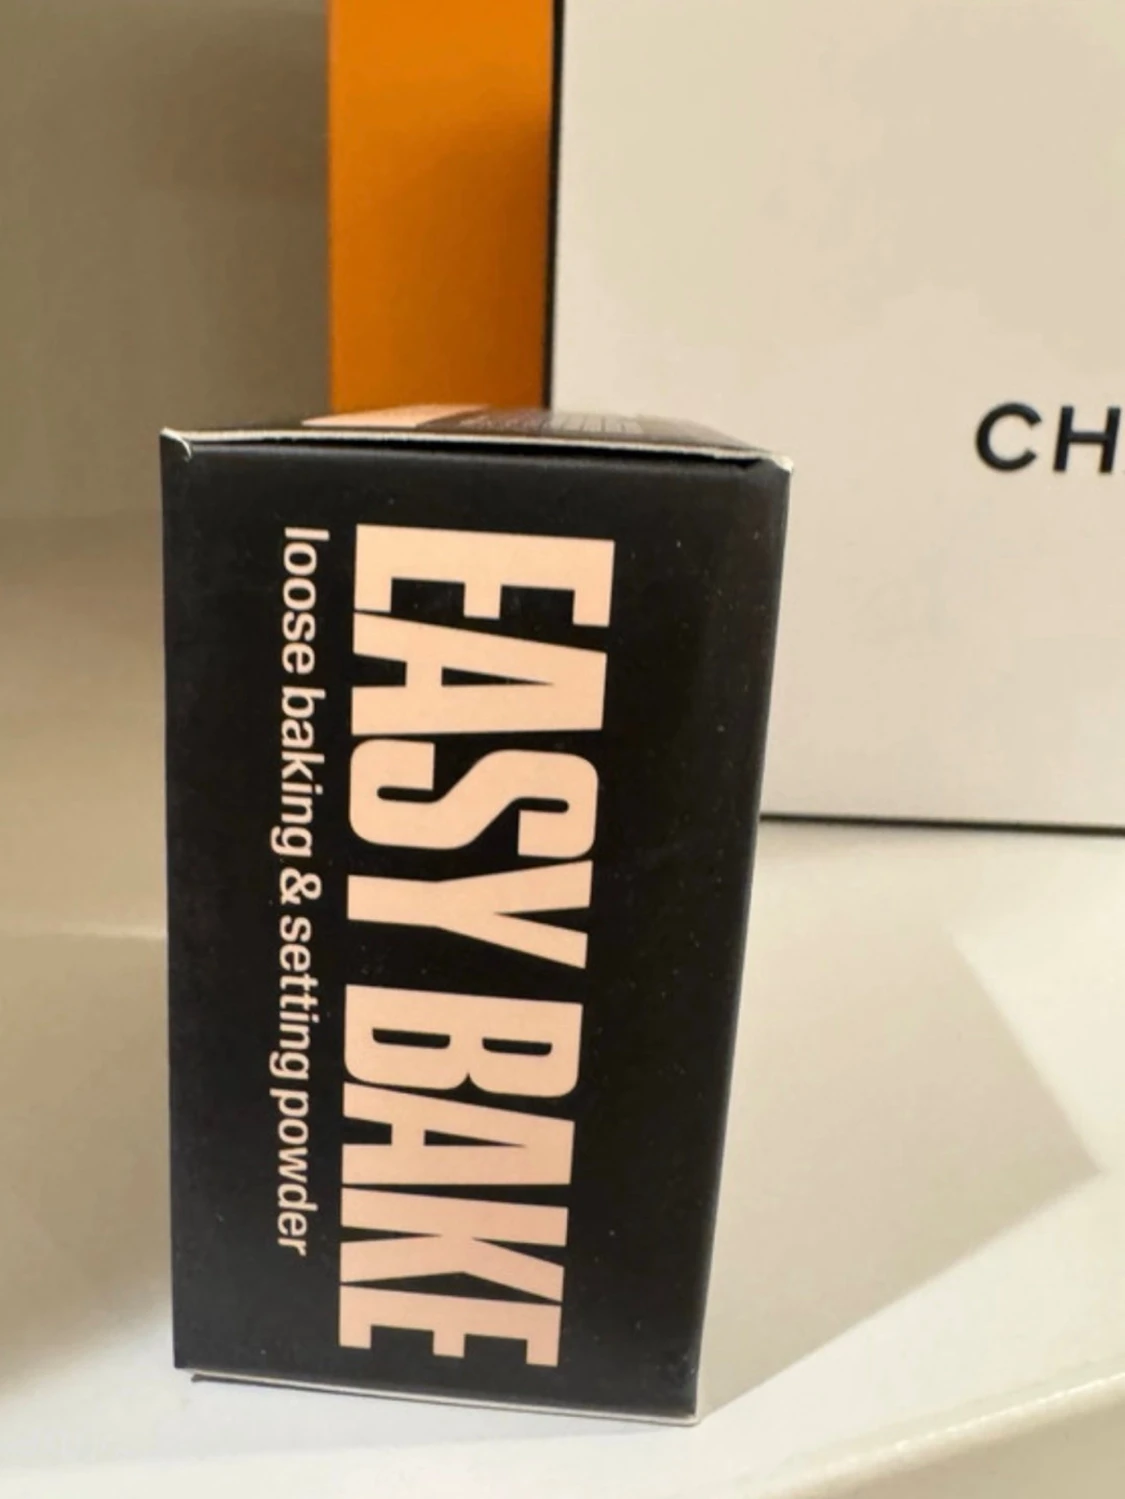 EASY BAKE
loose baking & setting powder
CH